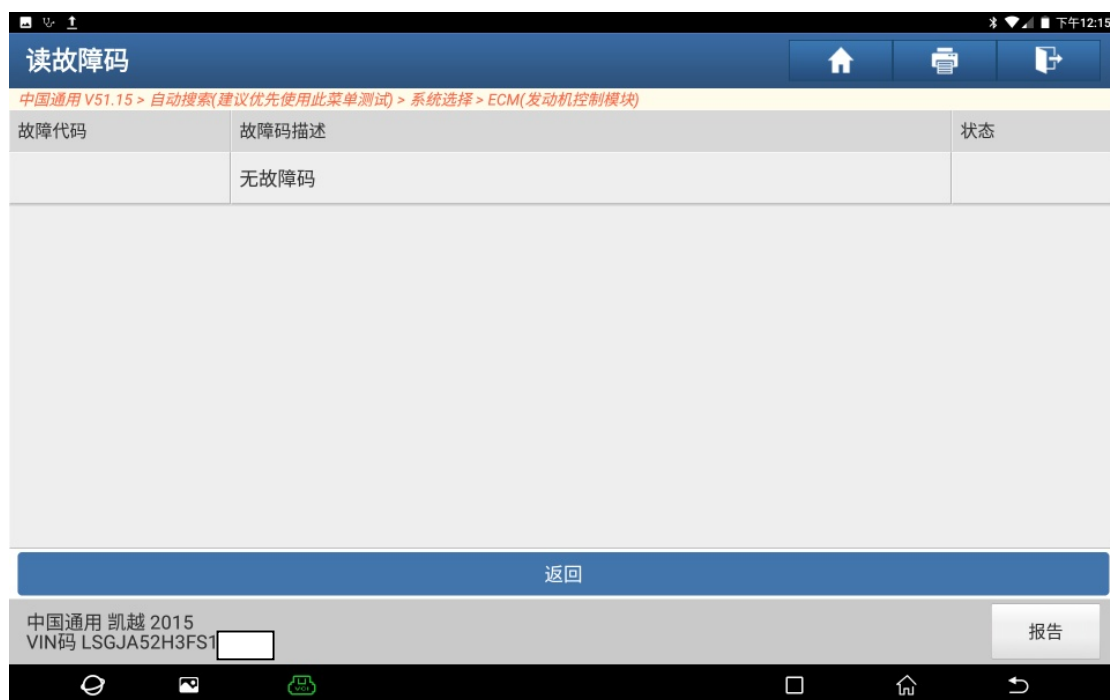 下午12:15
读故障码
中国通用 V51.15 > 自动搜索(建议优先使用此菜单测试) > 系统选择 > ECM(发动机控制模块)
故障代码 故障码描述 状态
无故障码
返回
中国通用 凯越 2015
VIN码 LSGJA52H3FS1
报告
VCI